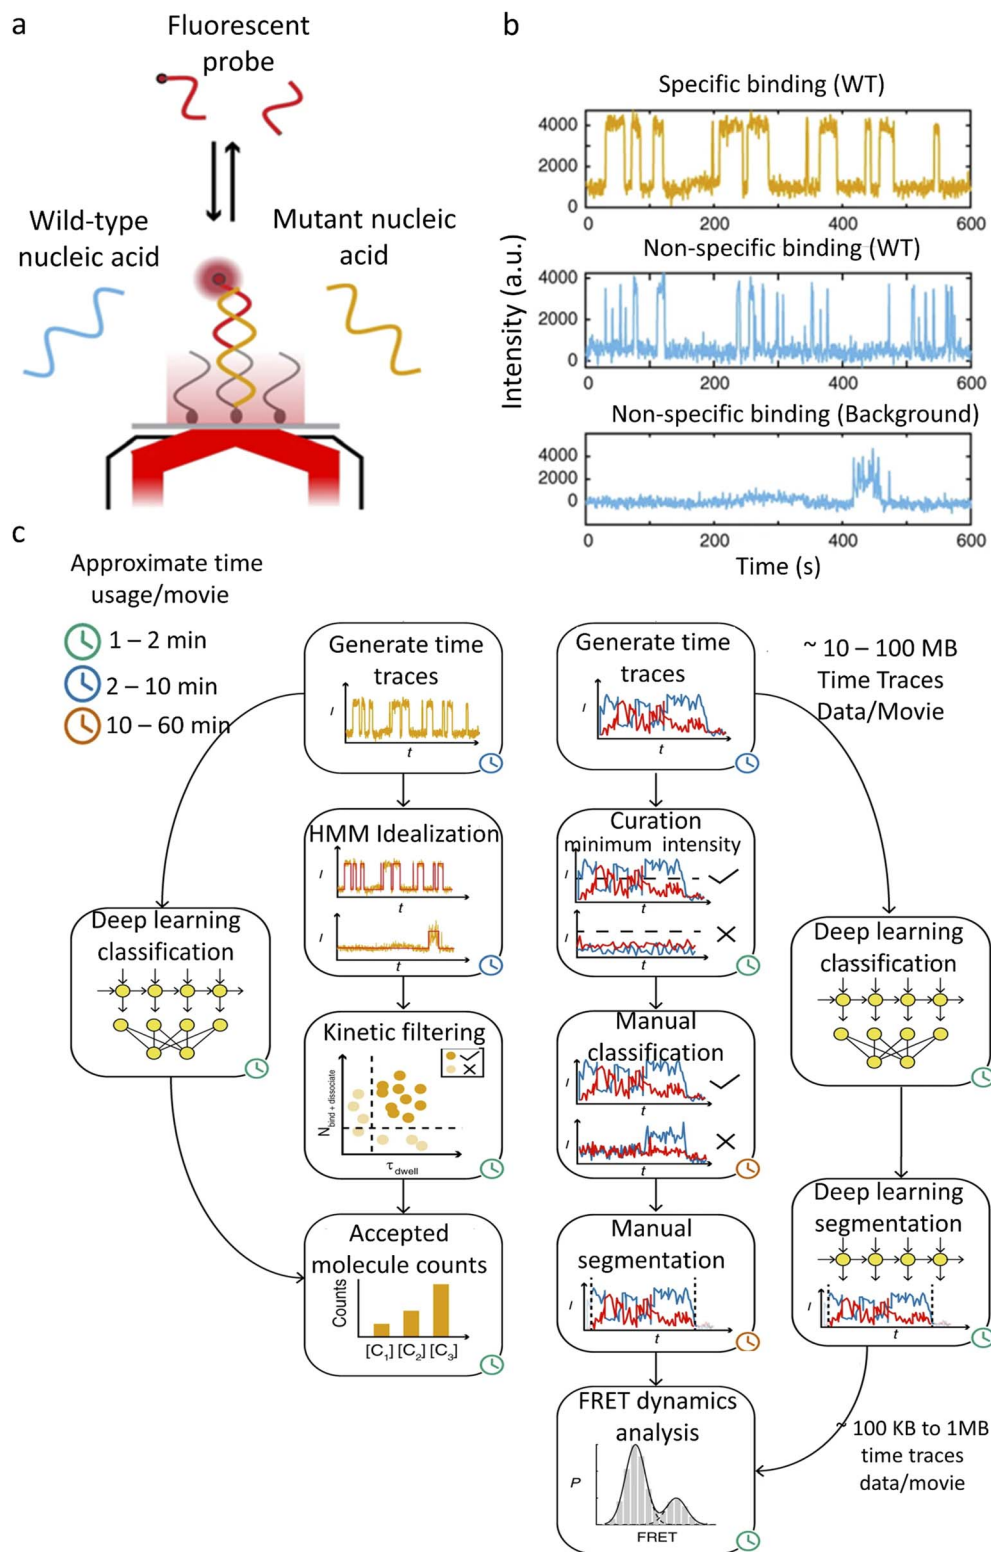 a
Fluorescent
probe
Wild-type
nucleic acid
Mutant nucleic
acid
b
Specific binding (WT)
4000
2000
0
0 200 400 600
Non-specific binding (WT)
4000
2000
0
0 200 400 600
Non-specific binding (Background)
4000
2000
0
0 200 400 600
Intensity (a.u.)
Time (s)
c
Approximate time
usage/movie
1 – 2 min
2 – 10 min
10 – 60 min
Generate time
traces
I
t
HMM Idealization
I
t
I
t
Deep learning
classification
Kinetic filtering
N bind + dissociate
τ dwell
Accepted
molecule counts
Counts
[C1] [C2] [C3]
Generate time
traces
I
t
~ 10 – 100 MB
Time Traces
Data/Movie
Curation
minimum intensity
I
I
t
Manual
classification
I
I
t
Manual
segmentation
I
t
Deep learning
classification
Deep learning
segmentation
I
t
FRET dynamics
analysis
P
FRET
~ 100 KB to 1MB
time traces
data/movie